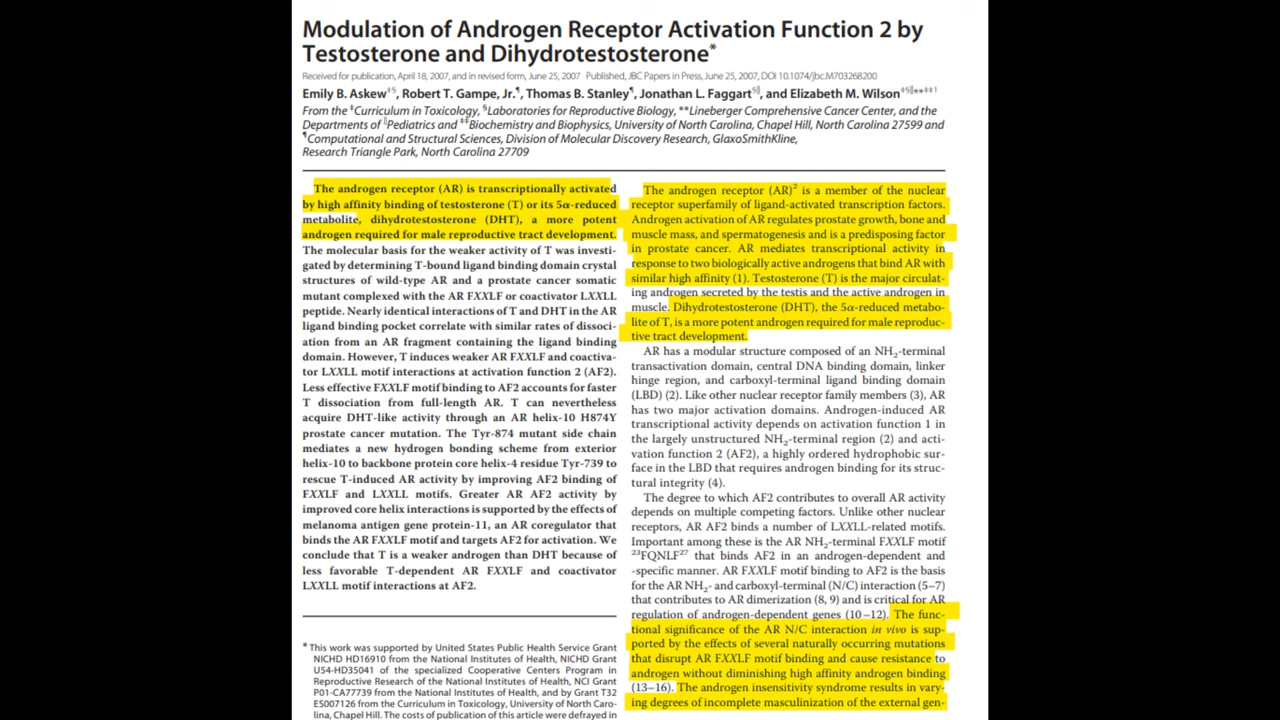 Modulation of Androgen Receptor Activation Function 2 by
Testosterone and Dihydrotestosterone*
Received for publication, April 18, 2007, and in revised form, June 25, 2007 Published, JBC Papers in Press, June 25, 2007, DOI 10.1074/jbc.M703268200
Emily B. Askew‡§, Robert T. Gampe, Jr.¶, Thomas B. Stanley¶, Jonathan L. Faggart§‖, and Elizabeth M. Wilson‡§‖**‡‡1
From the ‡Curriculum in Toxicology, §Laboratories for Reproductive Biology, **Lineberger Comprehensive Cancer Center, and the
Departments of ‖Pediatrics and ‡‡Biochemistry and Biophysics, University of North Carolina, Chapel Hill, North Carolina 27599 and
¶Computational and Structural Sciences, Division of Molecular Discovery Research, GlaxoSmithKline,
Research Triangle Park, North Carolina 27709
The androgen receptor (AR) is transcriptionally activated
by high affinity binding of testosterone (T) or its 5α-reduced
metabolite, dihydrotestosterone (DHT), a more potent
androgen required for male reproductive tract development.
The molecular basis for the weaker activity of T was investi-
gated by determining T-bound ligand binding domain crystal
structures of wild-type AR and a prostate cancer somatic
mutant complexed with the AR FXXLF or coactivator LXXLL
peptide. Nearly identical interactions of T and DHT in the AR
ligand binding pocket correlate with similar rates of dissoci-
ation from an AR fragment containing the ligand binding
domain. However, T induces weaker AR FXXLF and coactiva-
tor LXXLL motif interactions at activation function 2 (AF2).
Less effective FXXLF motif binding to AF2 accounts for faster
T dissociation from full-length AR. T can nevertheless
acquire DHT-like activity through an AR helix-10 H874Y
prostate cancer mutation. The Tyr-874 mutant side chain
mediates a new hydrogen bonding scheme from exterior
helix-10 to backbone protein core helix-4 residue Tyr-739 to
rescue T-induced AR activity by improving AF2 binding of
FXXLF and LXXLL motifs. Greater AR AF2 activity by
improved core helix interactions is supported by the effects of
melanoma antigen gene protein-11, an AR coregulator that
binds the AR FXXLF motif and targets AF2 for activation. We
conclude that T is a weaker androgen than DHT because of
less favorable T-dependent AR FXXLF and coactivator
LXXLL motif interactions at AF2.
* This work was supported by United States Public Health Service Grant
NICHD HD16910 from the National Institutes of Health, NICHD Grant
U54-HD35041 of the specialized Cooperative Centers Program in
Reproductive Research of the National Institutes of Health, NCI Grant
P01-CA77739 from the National Institutes of Health, and by Grant T32
ES007126 from the Curriculum in Toxicology, University of North Caro-
lina, Chapel Hill. The costs of publication of this article were defrayed in
The androgen receptor (AR)2 is a member of the nuclear
receptor superfamily of ligand-activated transcription factors.
Androgen activation of AR regulates prostate growth, bone and
muscle mass, and spermatogenesis and is a predisposing factor
in prostate cancer. AR mediates transcriptional activity in
response to two biologically active androgens that bind AR with
similar high affinity (1). Testosterone (T) is the major circulat-
ing androgen secreted by the testis and the active androgen in
muscle. Dihydrotestosterone (DHT), the 5α-reduced metabo-
lite of T, is a more potent androgen required for male reproduc-
tive tract development.
AR has a modular structure composed of an NH2-terminal
transactivation domain, central DNA binding domain, linker
hinge region, and carboxyl-terminal ligand binding domain
(LBD) (2). Like other nuclear receptor family members (3), AR
has two major activation domains. Androgen-induced AR
transcriptional activity depends on activation function 1 in
the largely unstructured NH2-terminal region (2) and acti-
vation function 2 (AF2), a highly ordered hydrophobic sur-
face in the LBD that requires androgen binding for its struc-
tural integrity (4).
The degree to which AF2 contributes to overall AR activity
depends on multiple competing factors. Unlike other nuclear
receptors, AR AF2 binds a number of LXXLL-related motifs.
Important among these is the AR NH2-terminal FXXLF motif
23FQNLF27 that binds AF2 in an androgen-dependent and
-specific manner. AR FXXLF motif binding to AF2 is the basis
for the AR NH2- and carboxyl-terminal (N/C) interaction (5–7)
that contributes to AR dimerization (8, 9) and is critical for AR
regulation of androgen-dependent genes (10–12). The func-
tional significance of the AR N/C interaction in vivo is sup-
ported by the effects of several naturally occurring mutations
that disrupt AR FXXLF motif binding and cause resistance to
androgen without diminishing high affinity androgen binding
(13–16). The androgen insensitivity syndrome results in vary-
ing degrees of incomplete masculinization of the external gen-